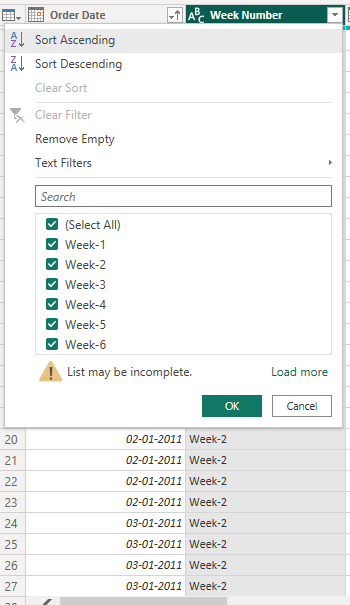 Order Date
ABC Week Number
AZ Sort Ascending
ZA Sort Descending
Clear Sort
Clear Filter
Remove Empty
Text Filters
Search
(Select All)
Week-1
Week-2
Week-3
Week-4
Week-5
Week-6
List may be incomplete. Load more
OK Cancel
20 02-01-2011 Week-2
21 02-01-2011 Week-2
22 02-01-2011 Week-2
23 02-01-2011 Week-2
24 03-01-2011 Week-2
25 03-01-2011 Week-2
26 03-01-2011 Week-2
27 03-01-2011 Week-2
28